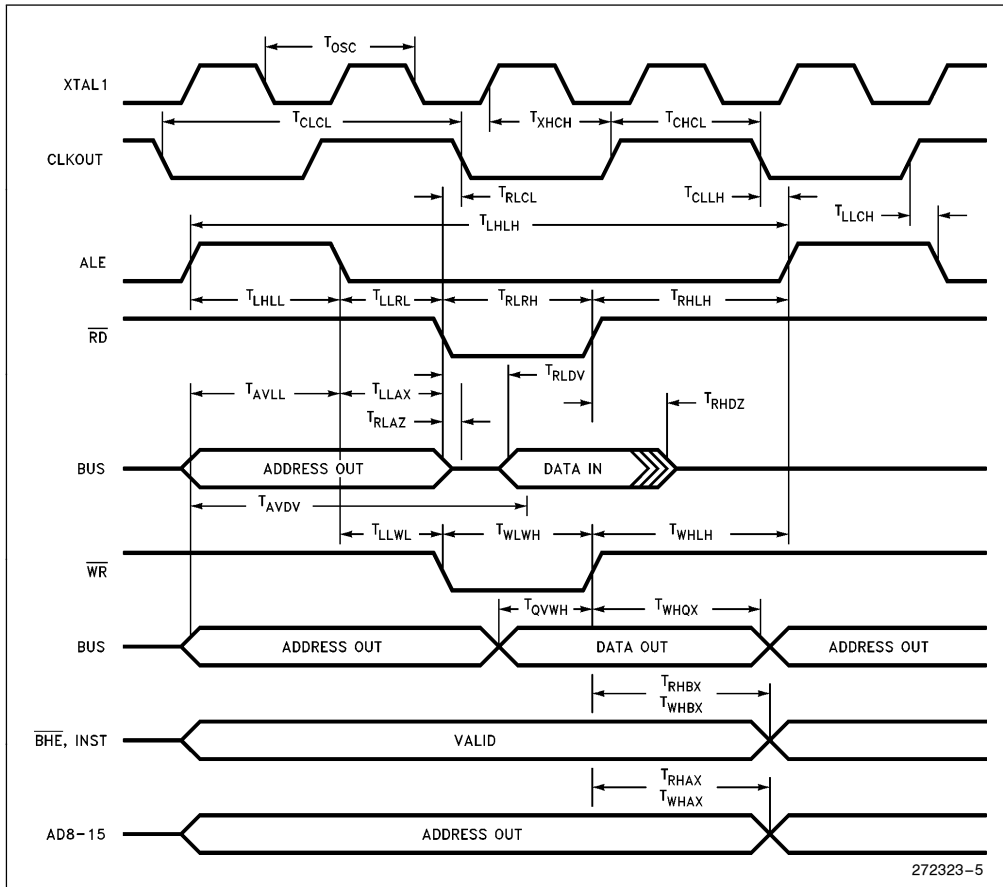 TOSC
XTAL1
TCLCL
TXHCH
TCHCL
CLKOUT
TRLCL
TCLLH
TLHLH
TLLCH
ALE
TLHLL
TLLRL
TRLRH
TRHLH
RD
TRLDV
TAVLL
TLLAX
TRHDZ
TRLAZ
BUS
ADDRESS OUT
DATA IN
TAVDV
TLLWL
TWLWH
TWHLH
WR
TQVWH
TWHQX
BUS
ADDRESS OUT
DATA OUT
ADDRESS OUT
TRHBX
TWHBX
BHE, INST
VALID
TRHAX
TWHAX
AD8-15
ADDRESS OUT
272323-5